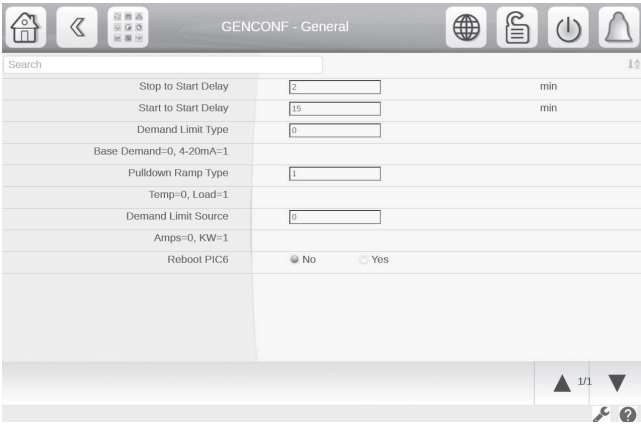 GENCONF - General
Search
Stop to Start Delay 2 min
Start to Start Delay 15 min
Demand Limit Type 0
Base Demand=0, 4-20mA=1
Pulldown Ramp Type 1
Temp=0, Load=1
Demand Limit Source 0
Amps=0, KW=1
Reboot PIC6 No Yes
1/1